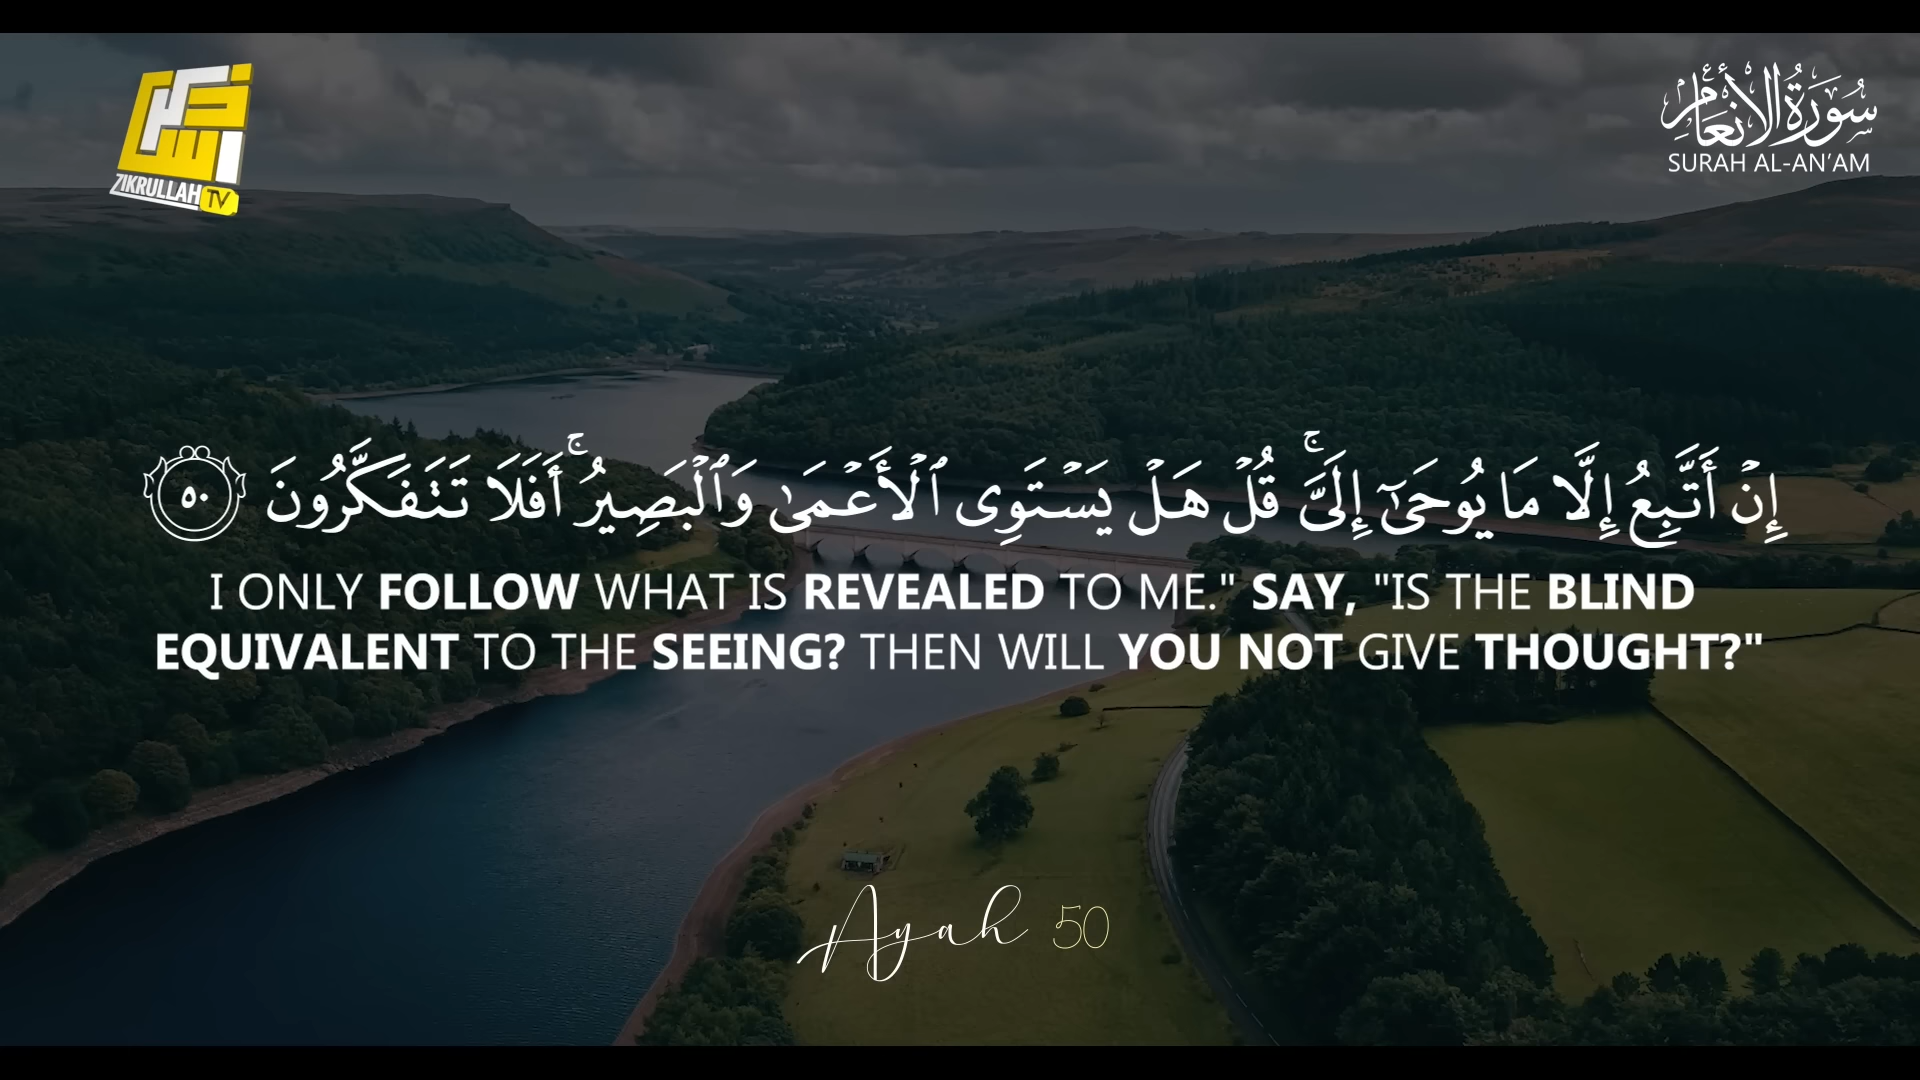 ذكر الله
ZIKRULLAH TV
سُورَةُ الأَنْعَامِ
SURAH AL-AN'AM
إِنْ أَتَّبِعُ إِلَّا مَا يُوحَىٰٓ إِلَىَّ ۚ قُلْ هَلْ يَسْتَوِى ٱلْأَعْمَىٰ وَٱلْبَصِيرُ ۚ أَفَلَا تَتَفَكَّرُونَ ٥٠
I ONLY FOLLOW WHAT IS REVEALED TO ME." SAY, "IS THE BLIND
EQUIVALENT TO THE SEEING? THEN WILL YOU NOT GIVE THOUGHT?"
Ayah 50